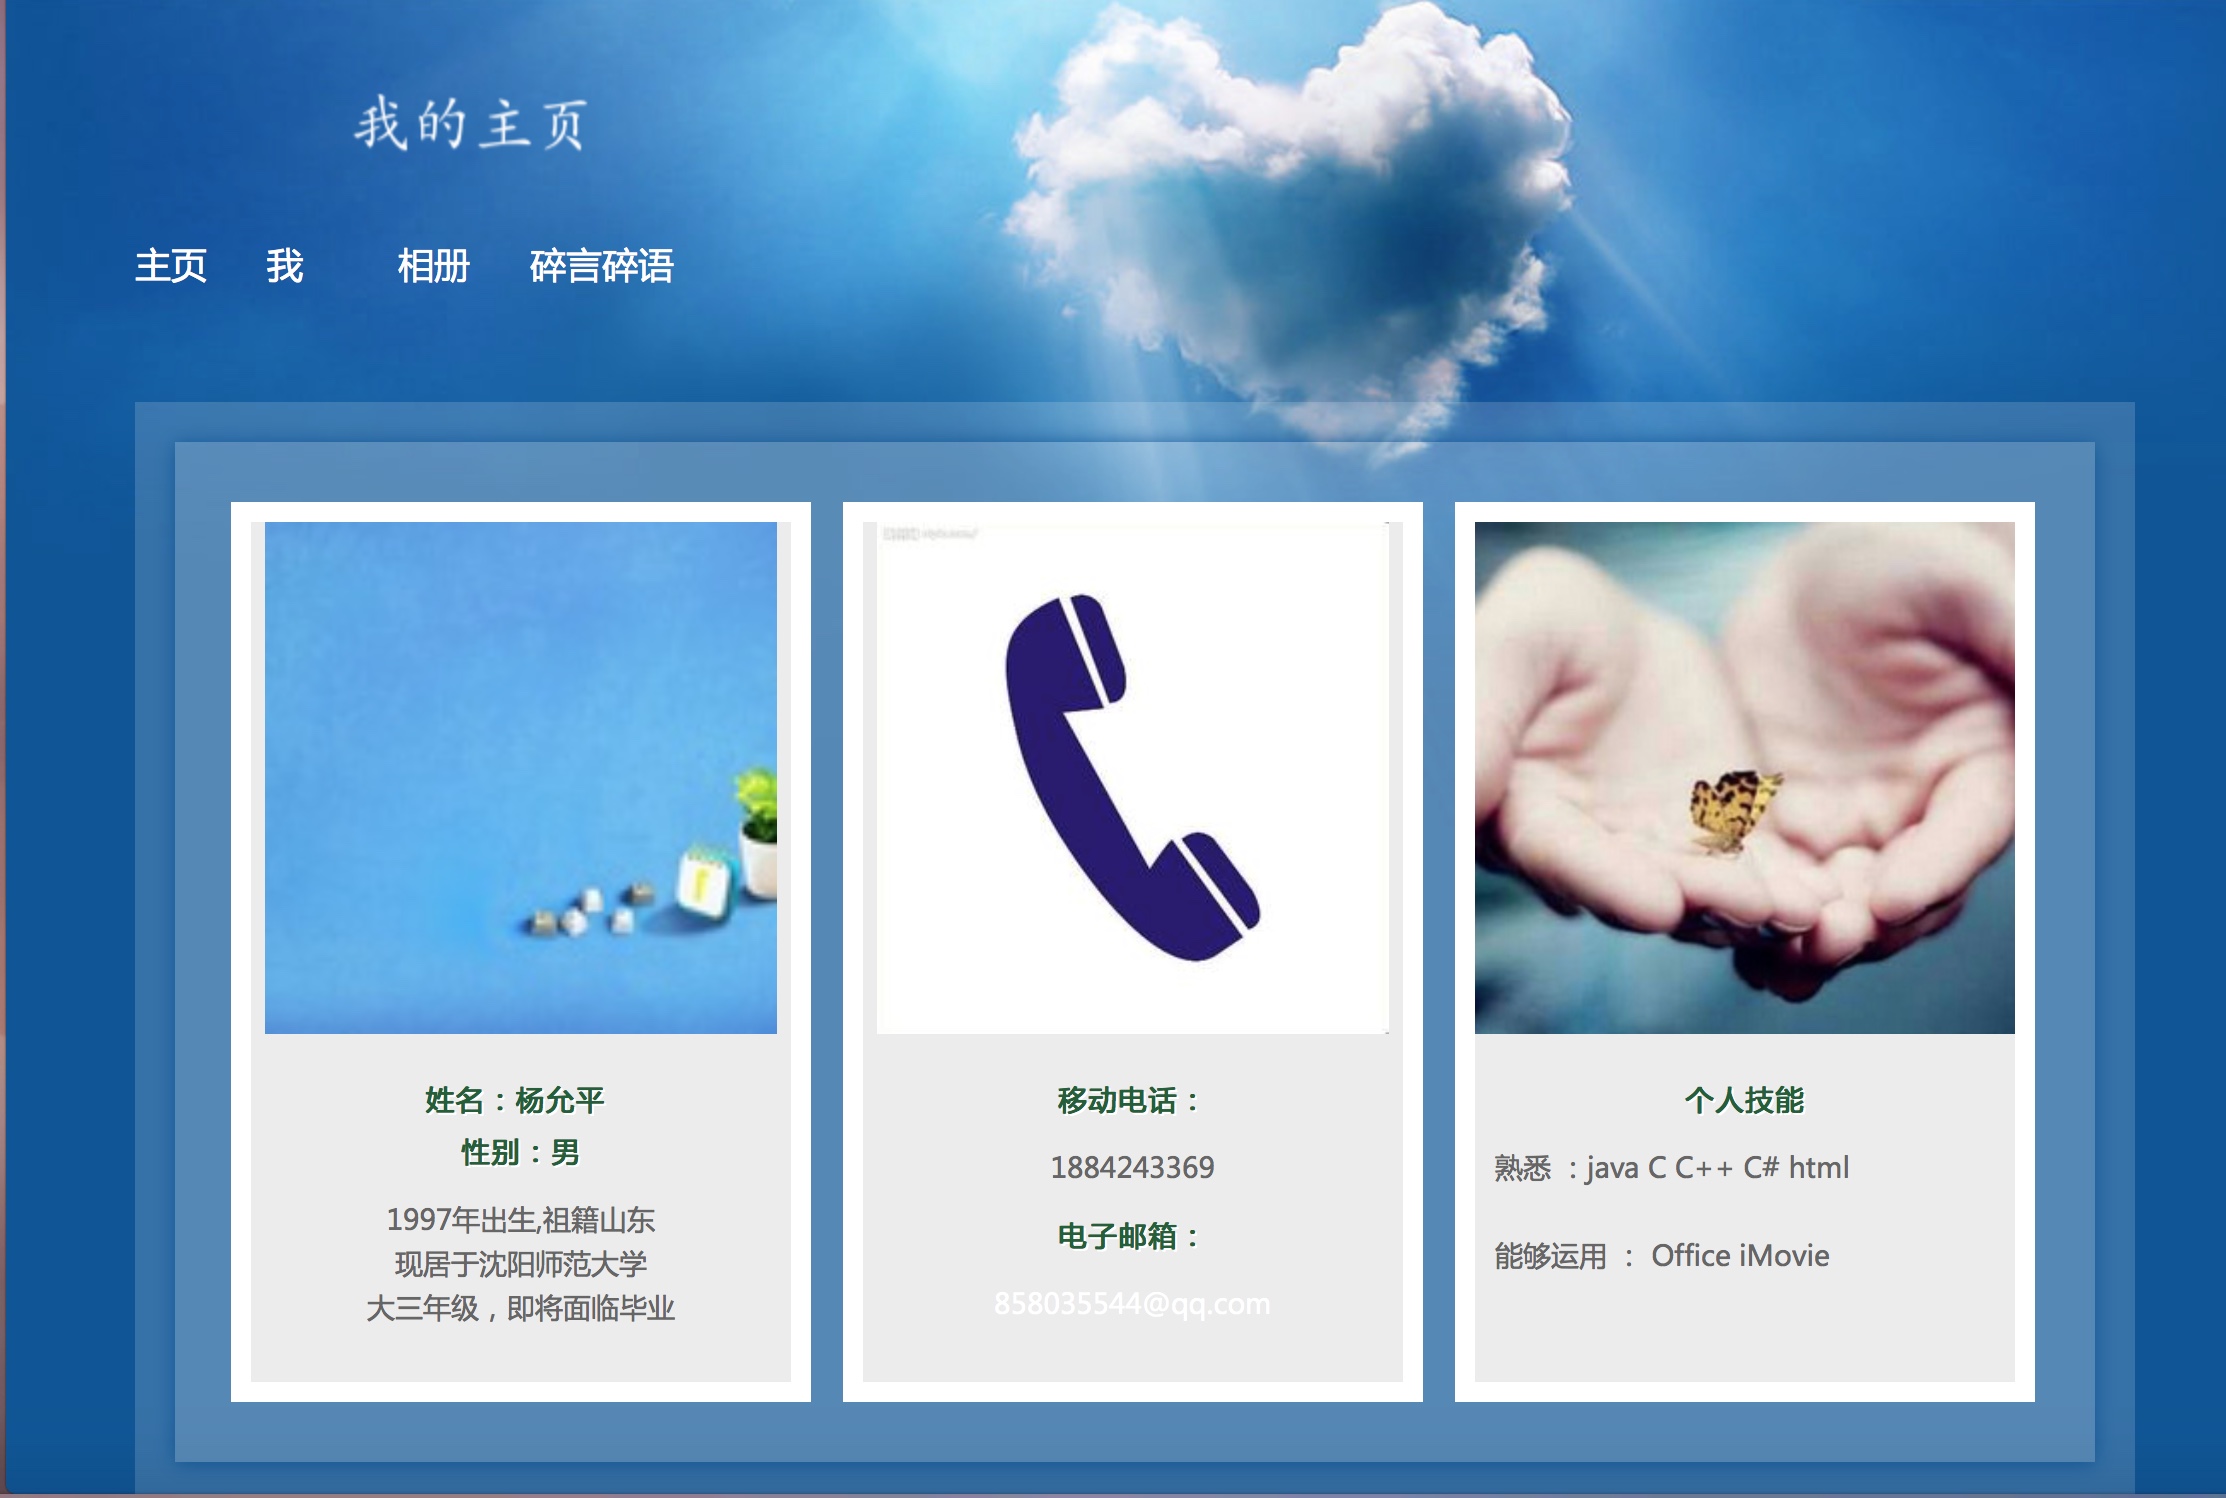 我的主页
主页 我 相册 碎言碎语
姓名：杨允平
性别：男
1997年出生,祖籍山东
现居于沈阳师范大学
大三年级，即将面临毕业
移动电话：
1884243369
电子邮箱：
858035544@qq.com
个人技能
熟悉 ：java C C++ C# html
能够运用 ： Office iMovie